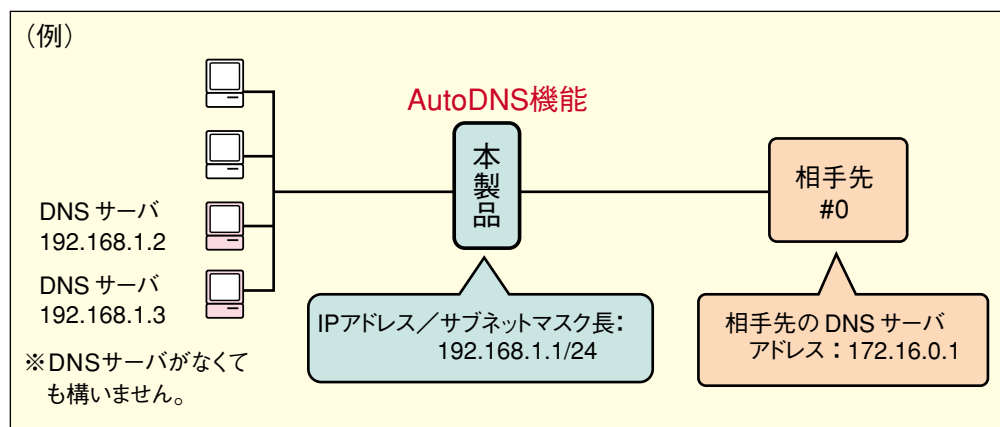 (例)
AutoDNS機能
本製品
相手先
#0
DNS サーバ
192.168.1.2
DNS サーバ
192.168.1.3
※DNSサーバがなくて
も構いません。
IPアドレス／サブネットマスク長：
192.168.1.1/24
相手先の DNS サーバ
アドレス：172.16.0.1